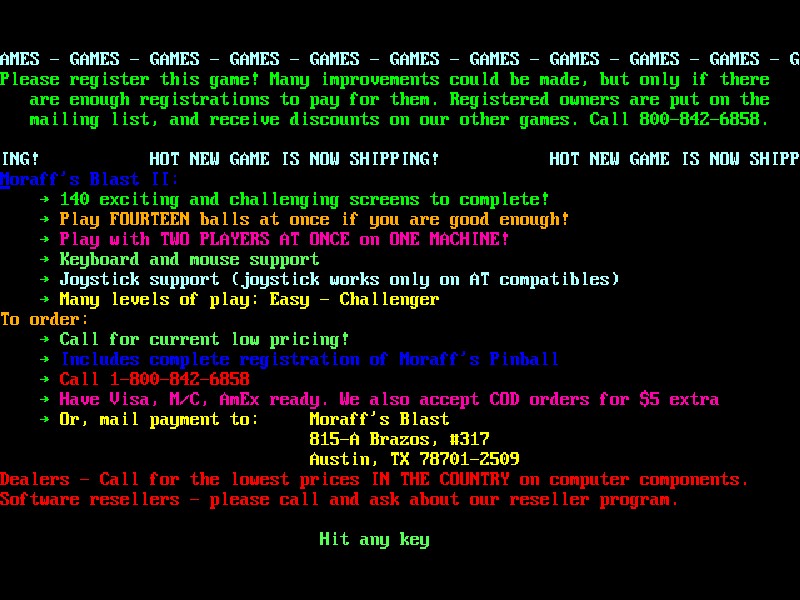 AMES - GAMES - GAMES - GAMES - GAMES - GAMES - GAMES - GAMES - GAMES - GAMES - G
Please register this game! Many improvements could be made, but only if there
are enough registrations to pay for them. Registered owners are put on the
mailing list, and receive discounts on our other games. Call 800-842-6858.
ING! HOT NEW GAME IS NOW SHIPPING! HOT NEW GAME IS NOW SHIPP
Moraff's Blast II:
→ 140 exciting and challenging screens to complete!
→ Play FOURTEEN balls at once if you are good enough!
→ Play with TWO PLAYERS AT ONCE on ONE MACHINE!
→ Keyboard and mouse support
→ Joystick support (joystick works only on AT compatibles)
→ Many levels of play: Easy - Challenger
To order:
→ Call for current low pricing!
→ Includes complete registration of Moraff's Pinball
→ Call 1-800-842-6858
→ Have Visa, M/C, AmEx ready. We also accept COD orders for $5 extra
→ Or, mail payment to: Moraff's Blast
815-A Brazos, #317
Austin, TX 78701-2509
Dealers - Call for the lowest prices IN THE COUNTRY on computer components.
Software resellers - please call and ask about our reseller program.
Hit any key